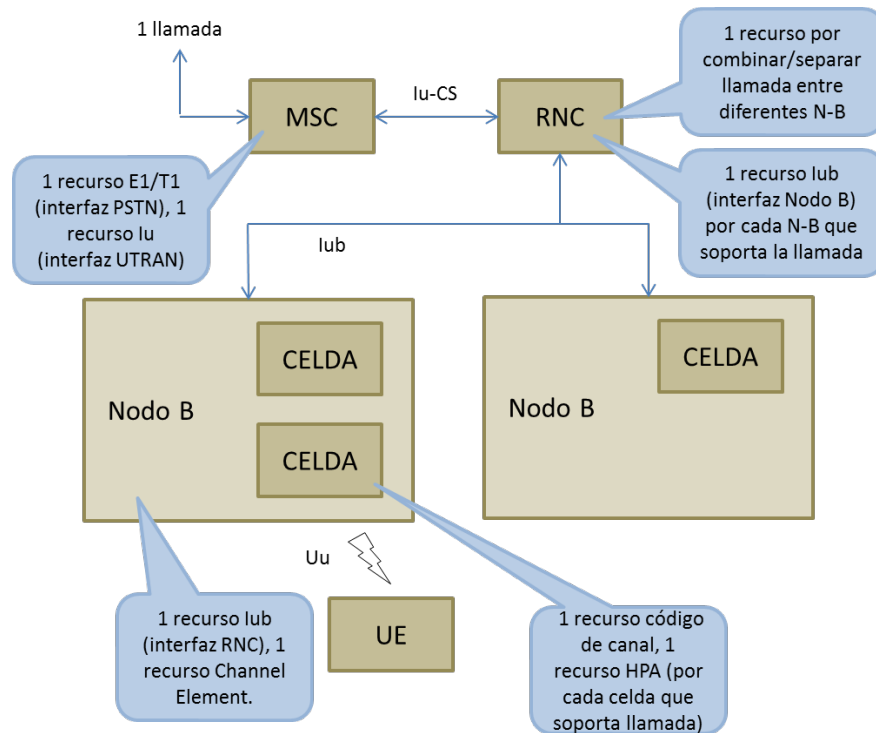 1 llamada
MSC
Iu-CS
RNC
1 recurso por
combinar/separar
llamada entre
diferentes N-B
1 recurso E1/T1
(interfaz PSTN), 1
recurso Iu
(interfaz UTRAN)
1 recurso Iub
(interfaz Nodo B)
por cada N-B que
soporta la llamada
Iub
Nodo B
CELDA
CELDA
Nodo B
CELDA
Uu
UE
1 recurso Iub
(interfaz RNC), 1
recurso Channel
Element.
1 recurso código
de canal, 1
recurso HPA (por
cada celda que
soporta llamada)